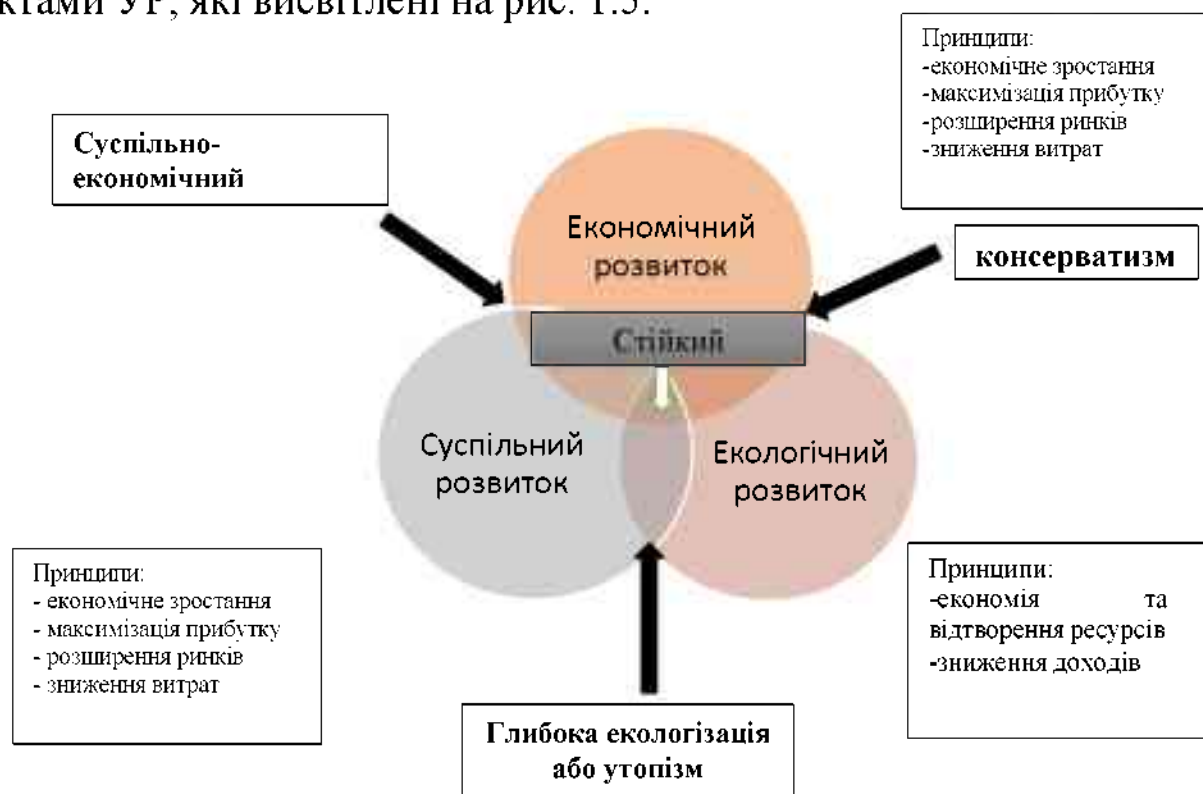 ктами УР, які висвітлені на рис. 1.5.
Принципи:
-економічне зростання
-максимізація прибутку
-розширення ринків
-зниження витрат
Суспільно-
економічний
Економічний
розвиток
консерватизм
Стійкий
Суспільний
розвиток
Екологічний
розвиток
Принципи:
- економічне зростання
- максимізація прибутку
- розширення ринків
- зниження витрат
Принципи:
-економія та
відтворення ресурсів
-зниження доходів
Глибока екологізація
або утопізм